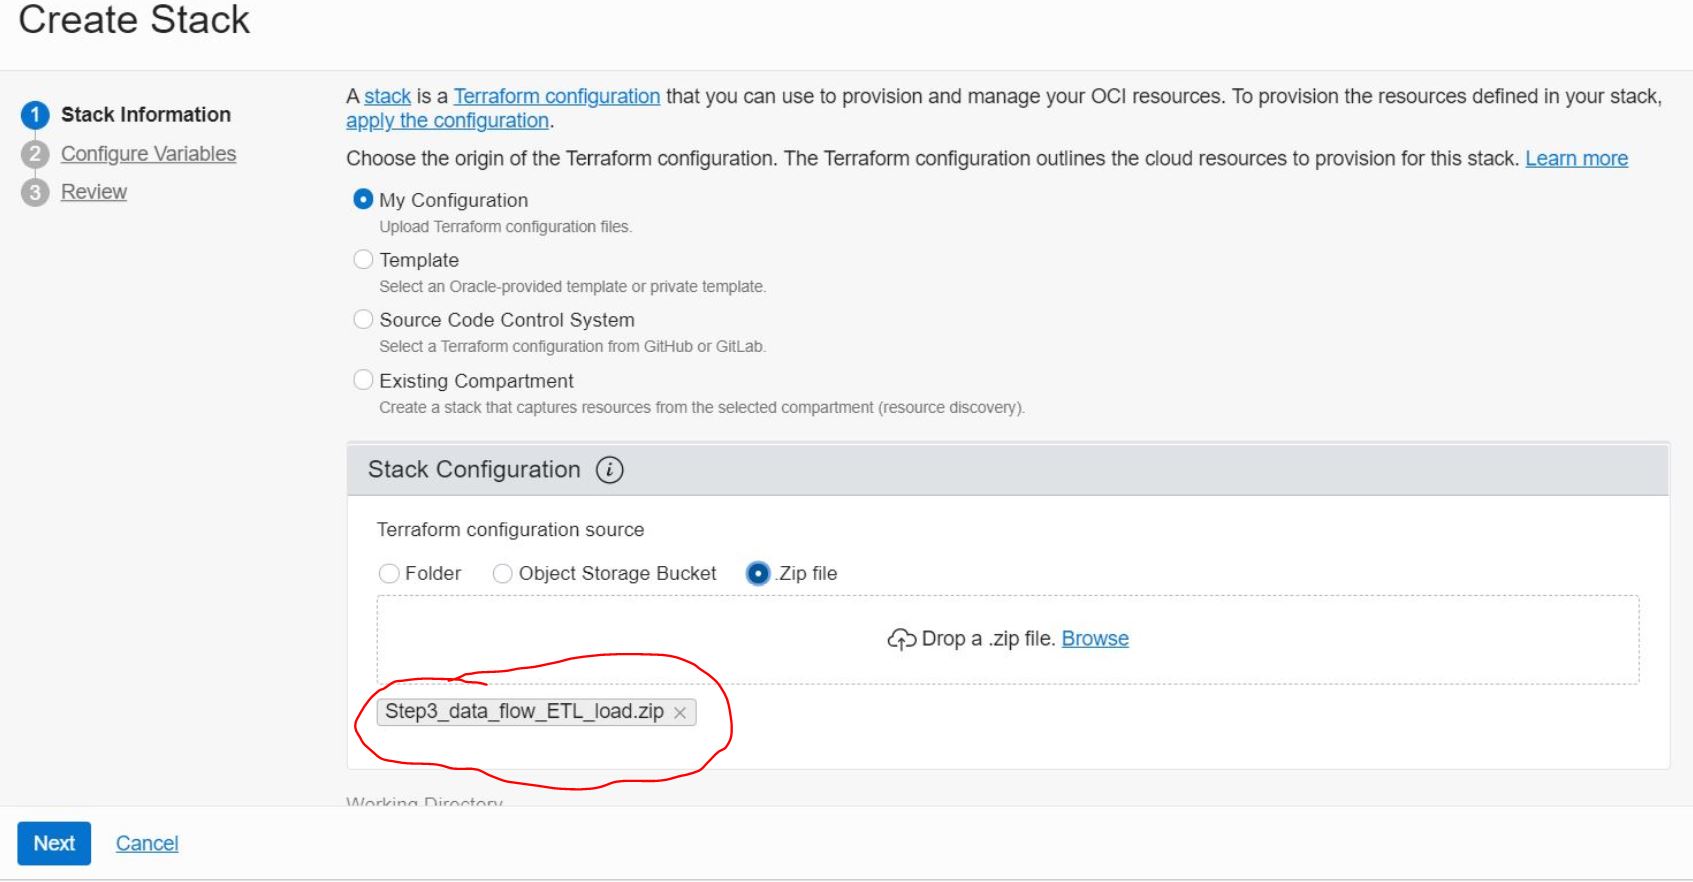 Create Stack
1 Stack Information
2 Configure Variables
3 Review
A stack is a Terraform configuration that you can use to provision and manage your OCI resources. To provision the resources defined in your stack,
apply the configuration.
Choose the origin of the Terraform configuration. The Terraform configuration outlines the cloud resources to provision for this stack. Learn more
My Configuration
Upload Terraform configuration files.
Template
Select an Oracle-provided template or private template.
Source Code Control System
Select a Terraform configuration from GitHub or GitLab.
Existing Compartment
Create a stack that captures resources from the selected compartment (resource discovery).
Stack Configuration i
Terraform configuration source
Folder Object Storage Bucket .Zip file
Drop a .zip file. Browse
Step3_data_flow_ETL_load.zip ×
Working Directory
Next Cancel